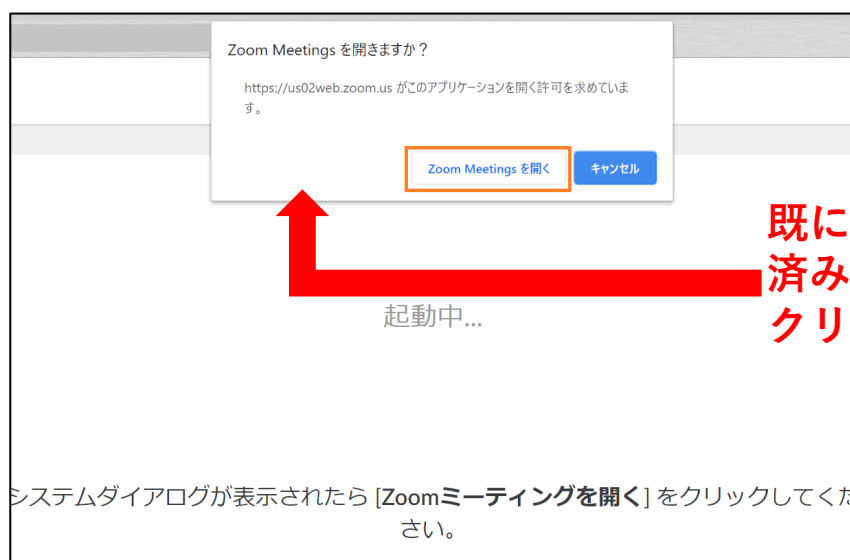 Zoom Meetings を開きますか？
https://us02web.zoom.us がこのアプリケーションを開く許可を求めていま
す。
Zoom Meetings を開く キャンセル
既に
済み
クリ
起動中...
システムダイアログが表示されたら [Zoomミーティングを開く] をクリックしてくだ
さい。